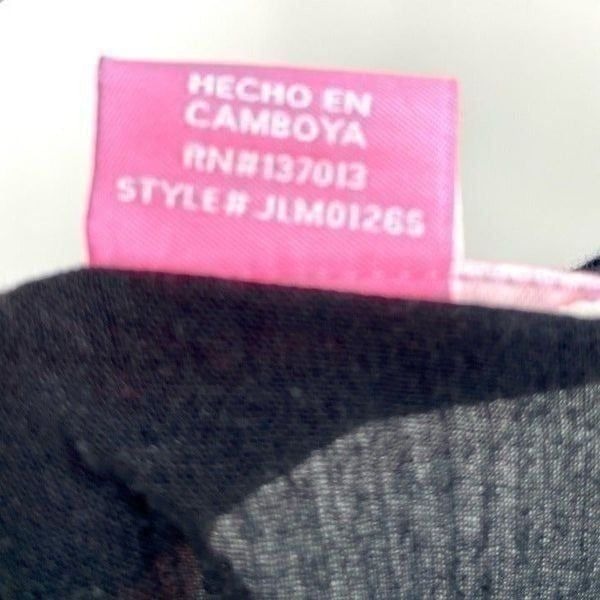 HECHO EN
CAMBOYA
RN#137013
STYLE# JLM01265